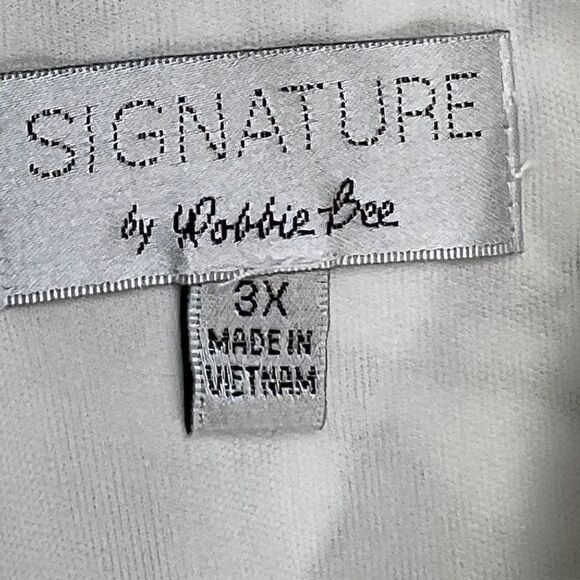 SIGNATURE
by Robbie Bee
3X
MADE IN
VIETNAM